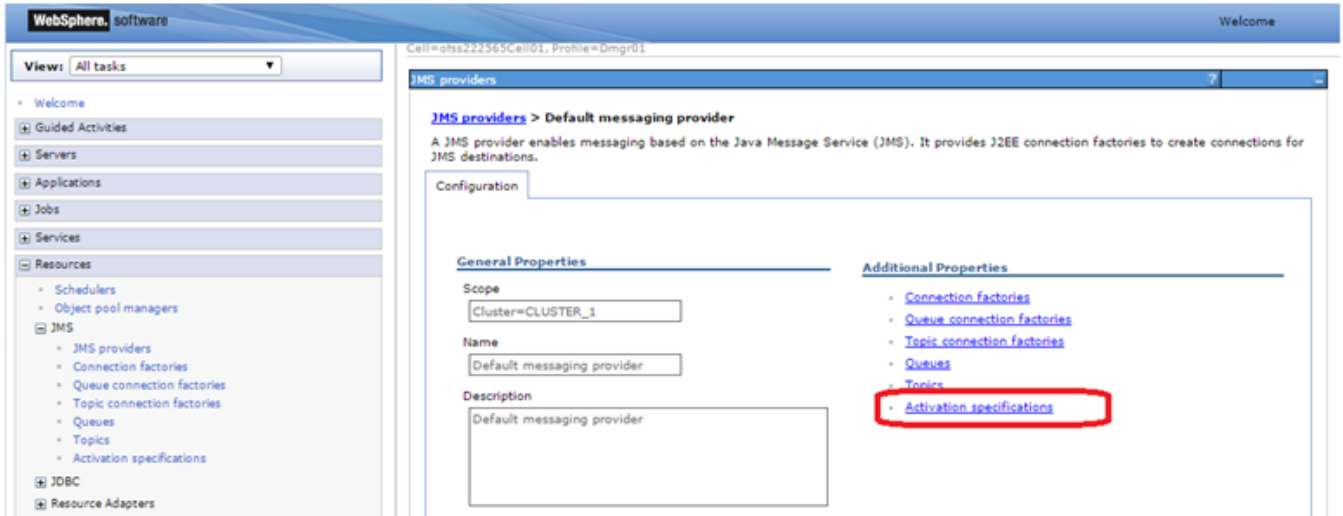 WebSphere. software
Welcome
View: All tasks
Cell=otss222565Cell01, Profile=Dmgr01
Welcome
Guided Activities
Servers
Applications
Jobs
Services
Resources
Schedulers
Object pool managers
JMS
JMS providers
Connection factories
Queue connection factories
Topic connection factories
Queues
Topics
Activation specifications
JDBC
Resource Adapters
JMS providers
?
JMS providers > Default messaging provider
A JMS provider enables messaging based on the Java Message Service (JMS). It provides J2EE connection factories to create connections for
JMS destinations.
Configuration
General Properties
Scope
Cluster=CLUSTER_1
Name
Default messaging provider
Description
Default messaging provider
Additional Properties
Connection factories
Queue connection factories
Topic connection factories
Queues
Topics
Activation specifications